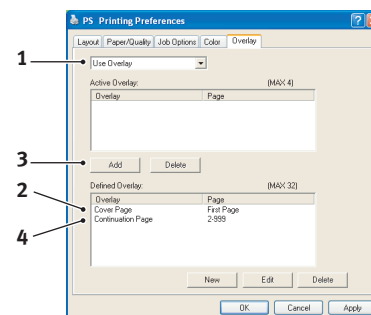 PS Printing Preferences
Layout Paper/Quality Job Options Color Overlay
1
Use Overlay
Active Overlay: (MAX 4)
Overlay Page
3
Add Delete
Defined Overlay: (MAX 32)
Overlay Page
2
Cover Page First Page
Continuation Page 2-999
4
New Edit Delete
OK Cancel Apply